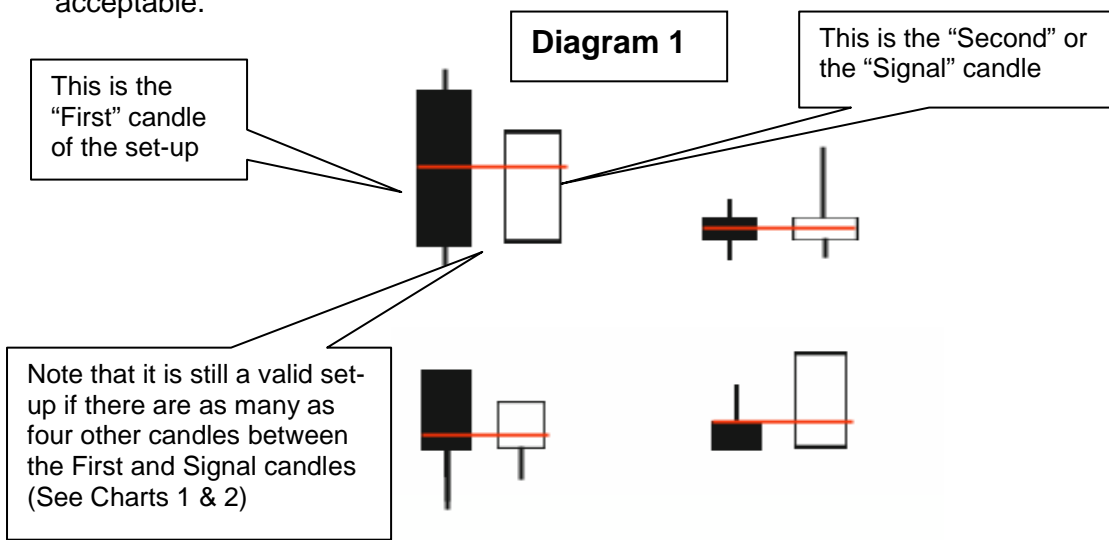 acceptable.
Diagram 1
This is the “Second” or
the “Signal” candle
This is the
“First” candle
of the set-up
Note that it is still a valid set-
up if there are as many as
four other candles between
the First and Signal candles
(See Charts 1 & 2)